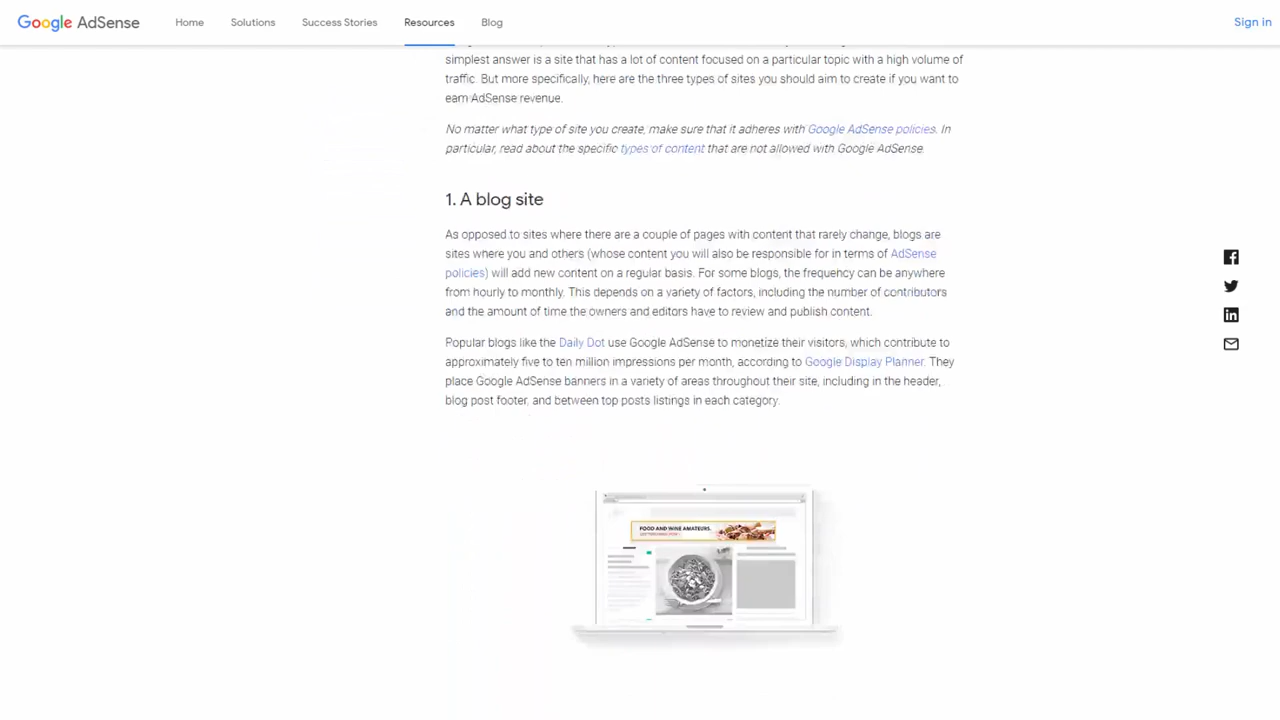 Google AdSense Home Solutions Success Stories Resources Blog Sign in
simplest answer is a site that has a lot of content focused on a particular topic with a high volume of
traffic. But more specifically, here are the three types of sites you should aim to create if you want to
earn AdSense revenue.
No matter what type of site you create, make sure that it adheres with Google AdSense policies. In
particular, read about the specific types of content that are not allowed with Google AdSense.
1. A blog site
As opposed to sites where there are a couple of pages with content that rarely change, blogs are
sites where you and others (whose content you will also be responsible for in terms of AdSense
policies) will add new content on a regular basis. For some blogs, the frequency can be anywhere
from hourly to monthly. This depends on a variety of factors, including the number of contributors
and the amount of time the owners and editors have to review and publish content.
Popular blogs like the Daily Dot use Google AdSense to monetize their visitors, which contribute to
approximately five to ten million impressions per month, according to Google Display Planner. They
place Google AdSense banners in a variety of areas throughout their site, including in the header,
blog post footer, and between top posts listings in each category.
FOOD AND WINE AMATEURS.